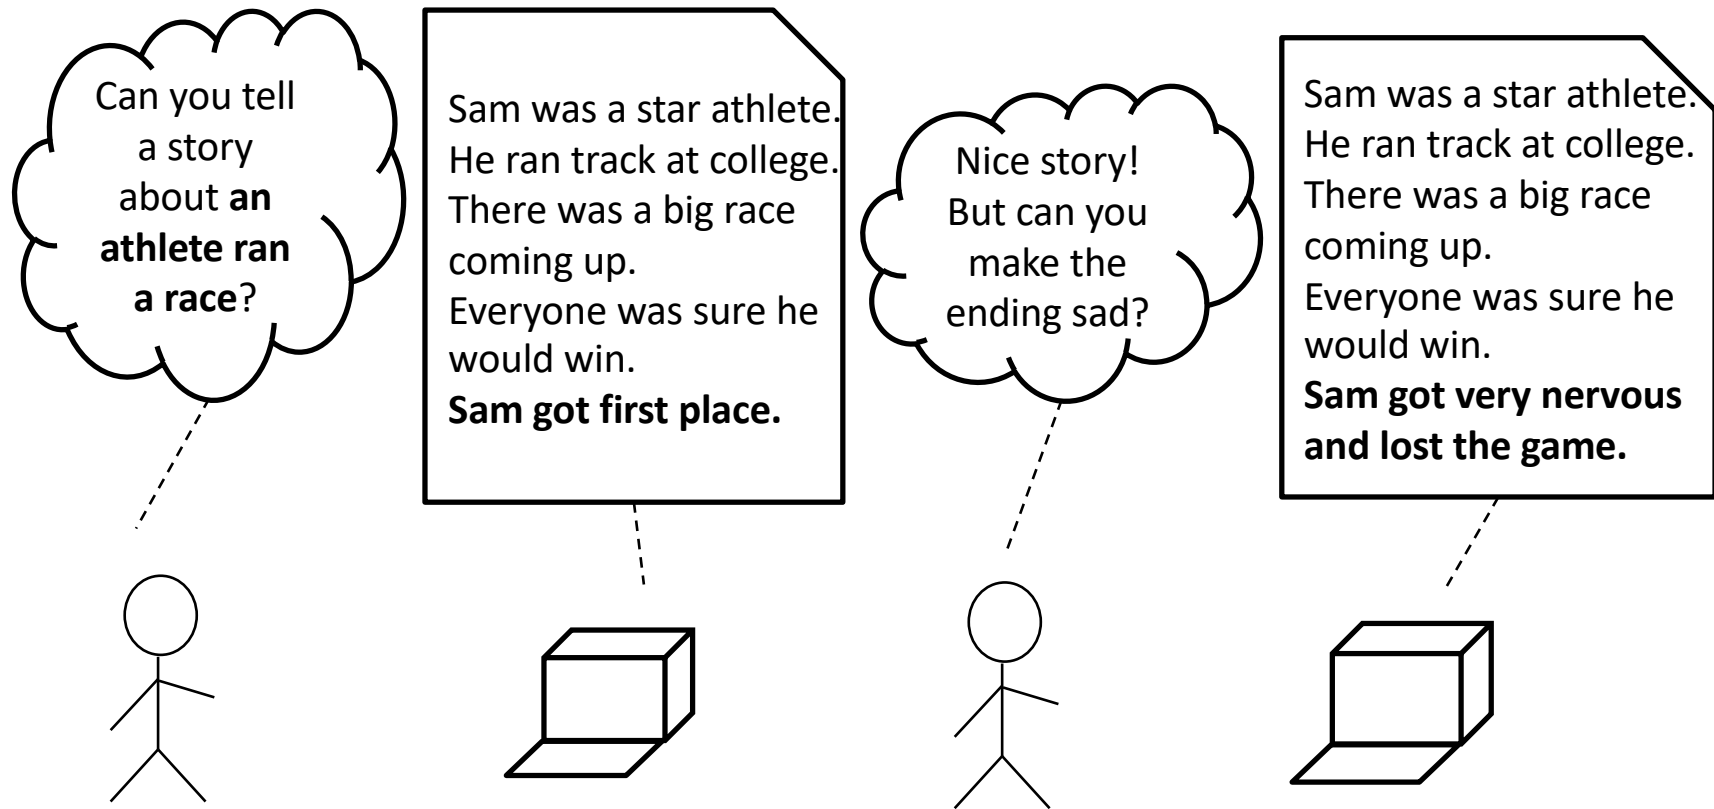 Can you tell
a story
about an
athlete ran
a race?
Sam was a star athlete.
He ran track at college.
There was a big race
coming up.
Everyone was sure he
would win.
Sam got first place.
Nice story!
But can you
make the
ending sad?
Sam was a star athlete.
He ran track at college.
There was a big race
coming up.
Everyone was sure he
would win.
Sam got very nervous
and lost the game.